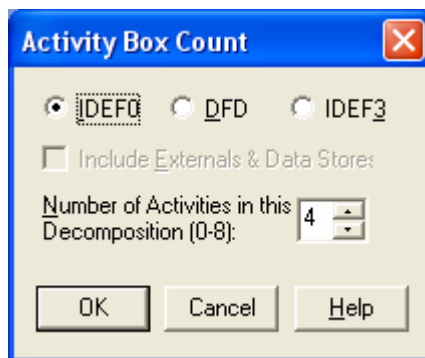 Activity Box Count
IDEF0 DFD IDEF3
Include Externals & Data Stores
Number of Activities in this
Decomposition (0-8):
4
OK Cancel Help